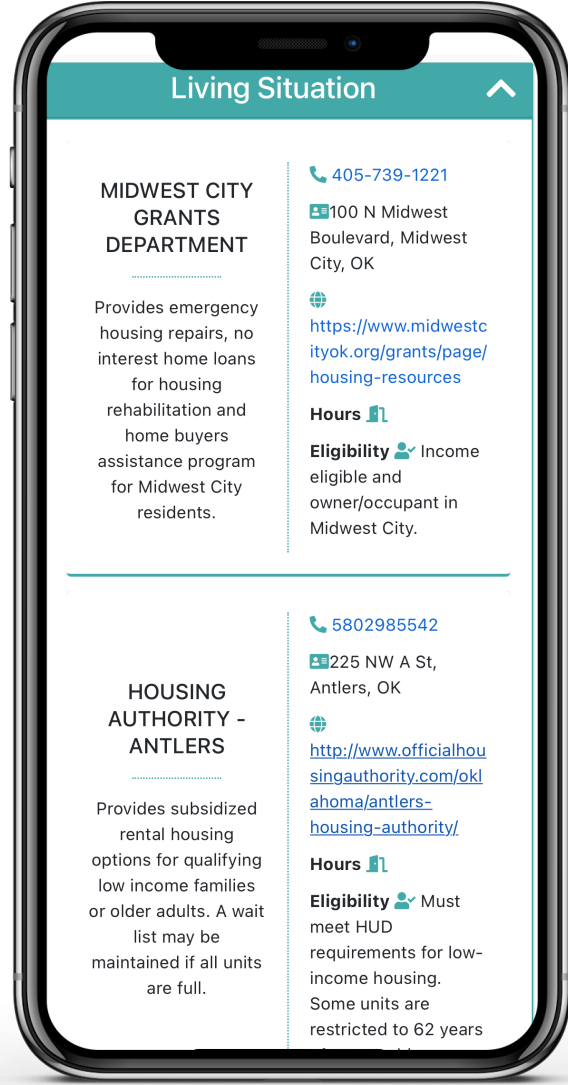 Living Situation
MIDWEST CITY
GRANTS
DEPARTMENT
Provides emergency
housing repairs, no
interest home loans
for housing
rehabilitation and
home buyers
assistance program
for Midwest City
residents.
405-739-1221
100 N Midwest
Boulevard, Midwest
City, OK
https://www.midwestc
ityok.org/grants/page/
housing-resources
Hours
Eligibility Income
eligible and
owner/occupant in
Midwest City.
HOUSING
AUTHORITY -
ANTLERS
Provides subsidized
rental housing
options for qualifying
low income families
or older adults. A wait
list may be
maintained if all units
are full.
5802985542
225 NW A St,
Antlers, OK
http://www.officialhou
singauthority.com/okl
ahoma/antlers-
housing-authority/
Hours
Eligibility Must
meet HUD
requirements for low-
income housing.
Some units are
restricted to 62 years